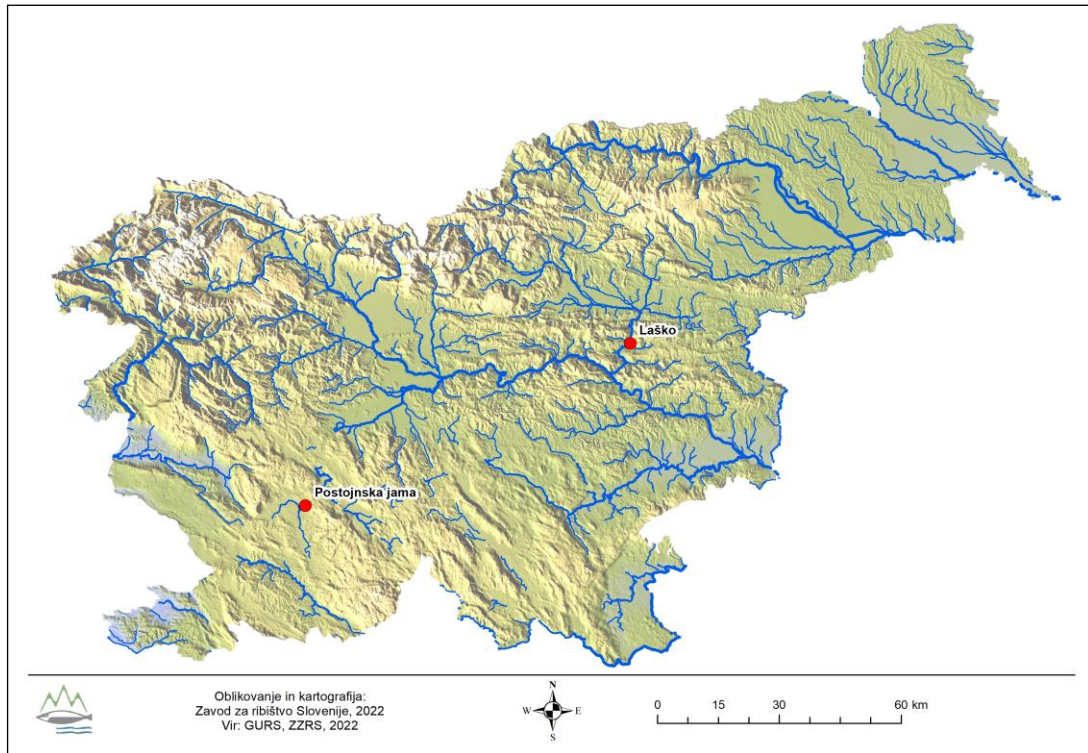 Laško
Postojnska jama
Oblikovanje in kartografija:
Zavod za ribištvo Slovenije, 2022
Vir: GURS, ZZRS, 2022
N
W E
S
0 15 30 60 km